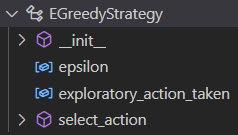 EGreedyStrategy
__init__
epsilon
exploratory_action_taken
select_action